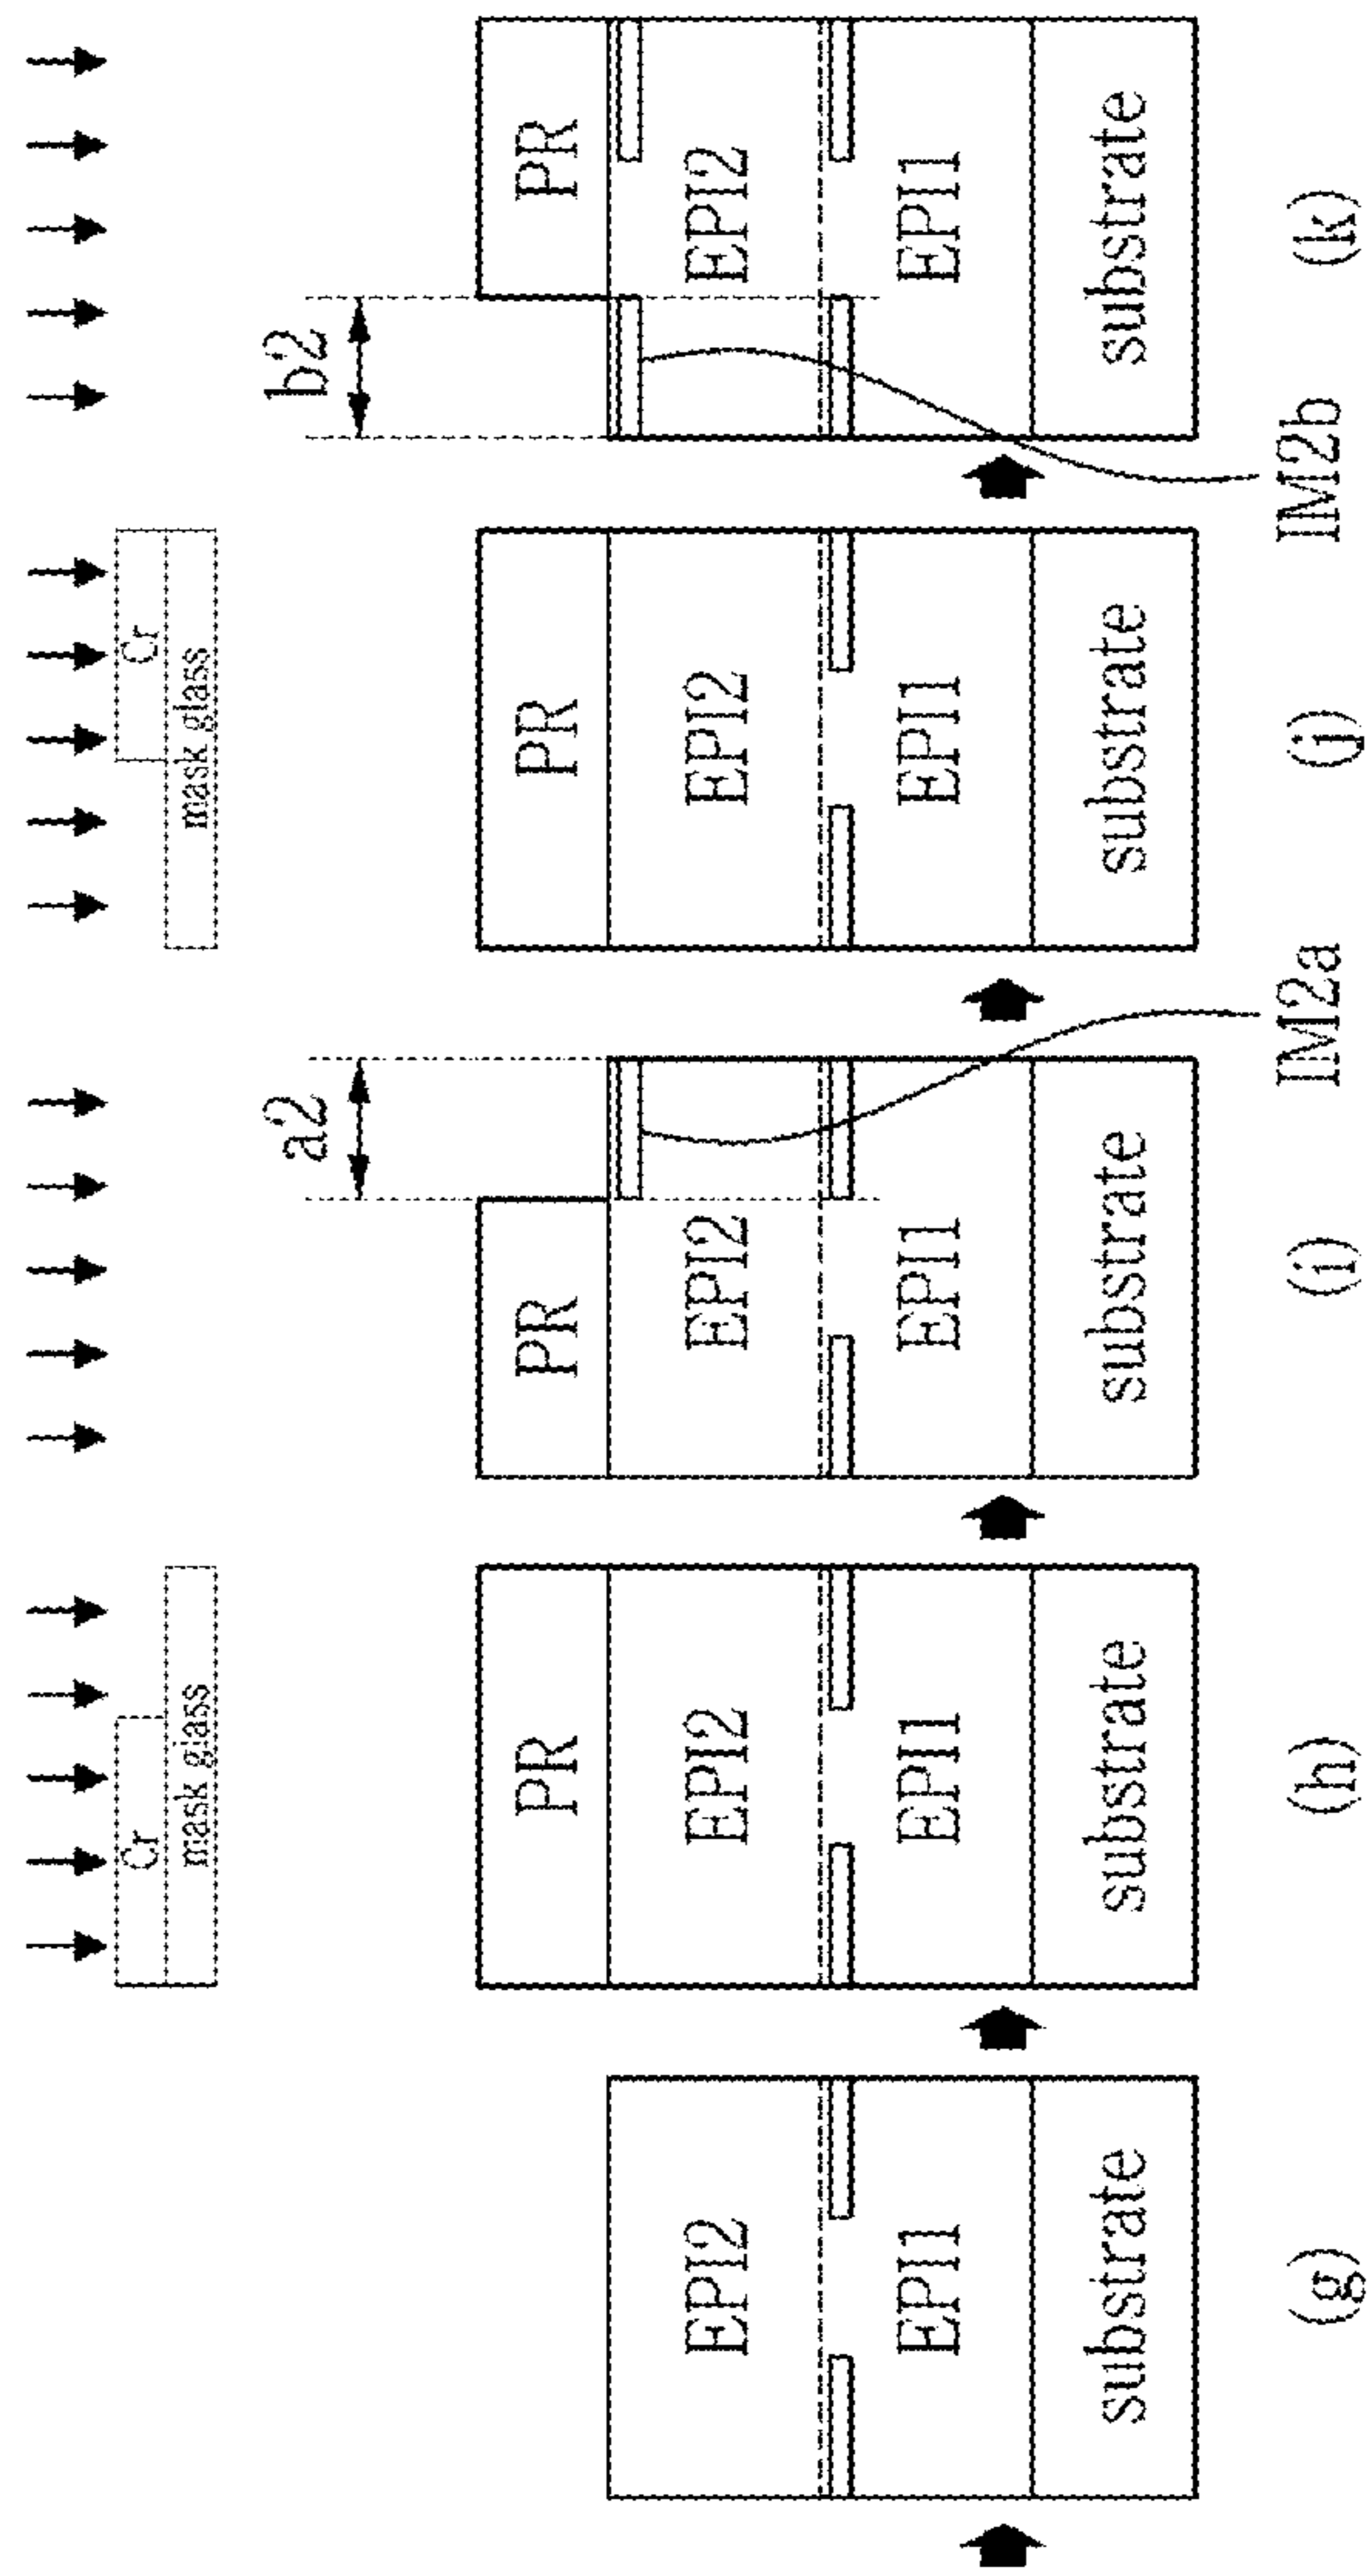 EPI2
EPI1
substrate
(g)
Cr
mask glass
PR
EPI2
EPI1
substrate
(h)
a2
PR
EPI2
EPI1
substrate
(i)
IM2a
Cr
mask glass
PR
EPI2
EPI1
substrate
(j)
b2
PR
EPI2
EPI1
substrate
(k)
IM2b